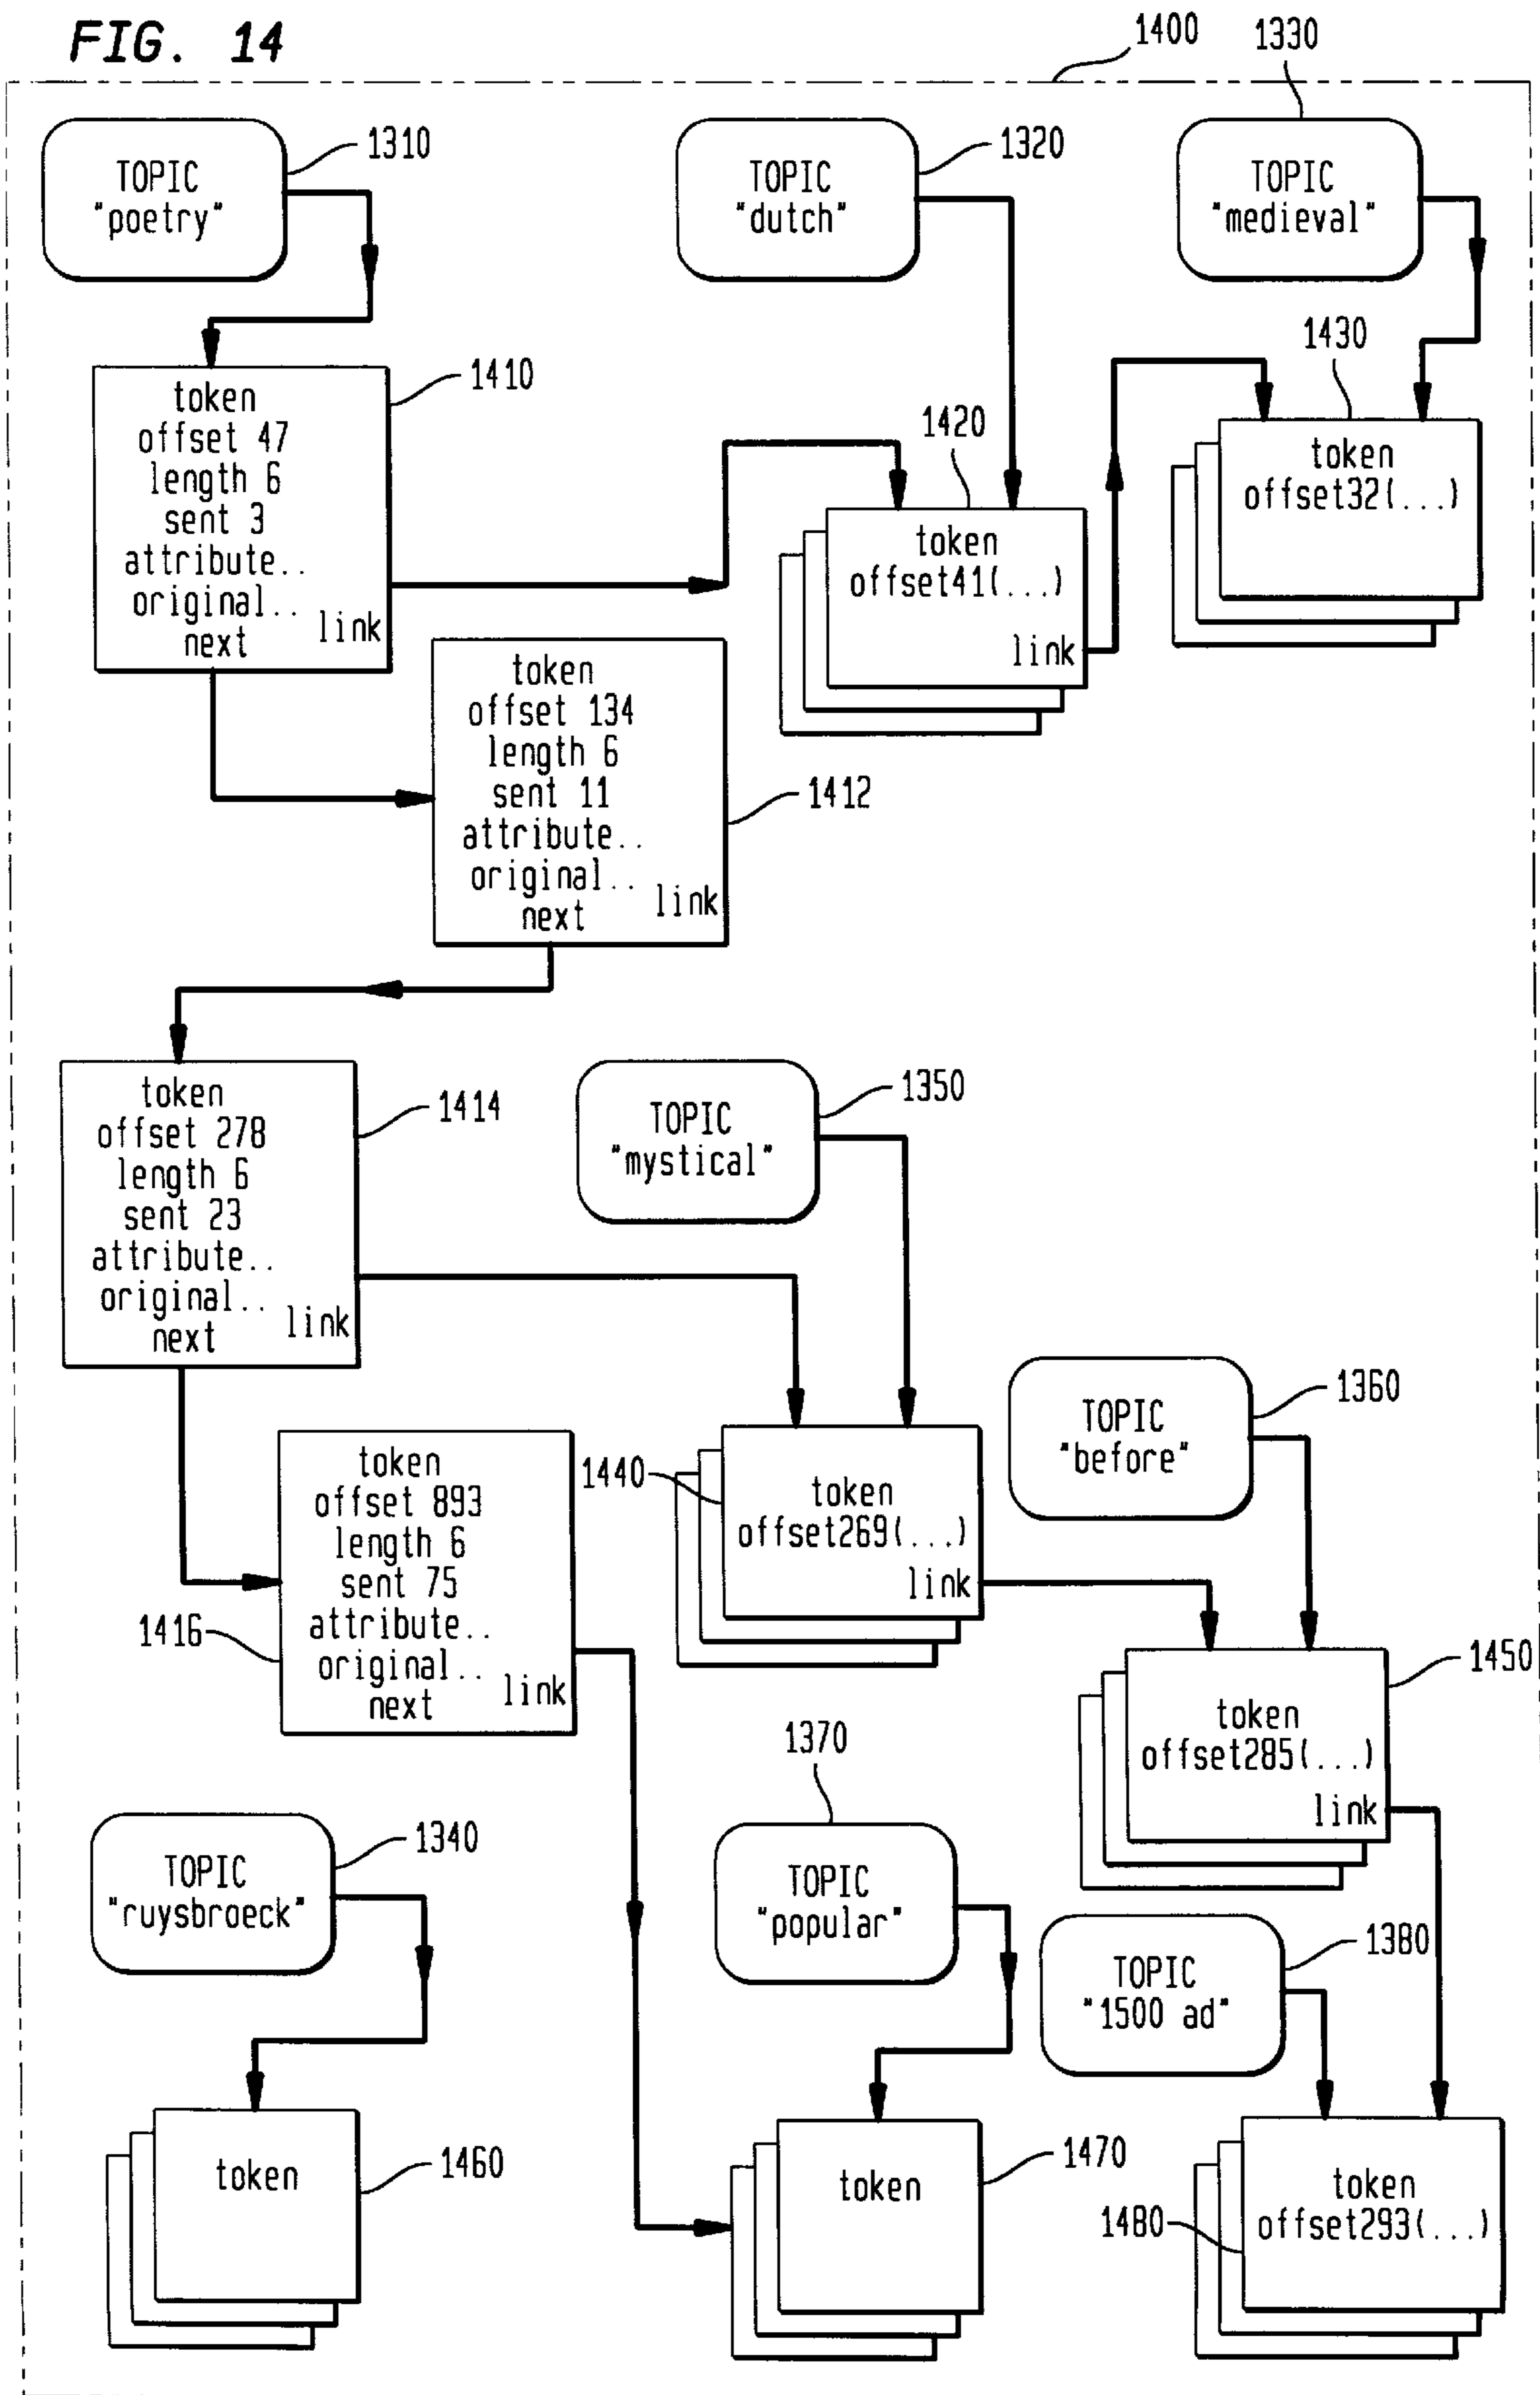 FIG. 14
1400
1330
1310
TOPIC
"poetry"
1320
TOPIC
"dutch"
TOPIC
"medieval"
1430
token
offset32(...)
1410
token
offset 47
length 6
sent 3
attribute..
original..
link
next
1420
token
offset41(...)
link
token
offset 134
length 6
sent 11
attribute..
original..
link
next
1412
token
offset 278
length 6
sent 23
attribute..
original..
link
next
1414
1350
TOPIC
"mystical"
1360
TOPIC
"before"
1440
token
offset269(...)
link
token
offset 893
length 6
sent 75
attribute..
original..
link
next
1416
1450
token
offset285(...)
link
1370
TOPIC
"popular"
1340
TOPIC
"ruysbroeck"
1380
TOPIC
"1500 ad"
1460
token
1470
token
1480
token
offset293(...)